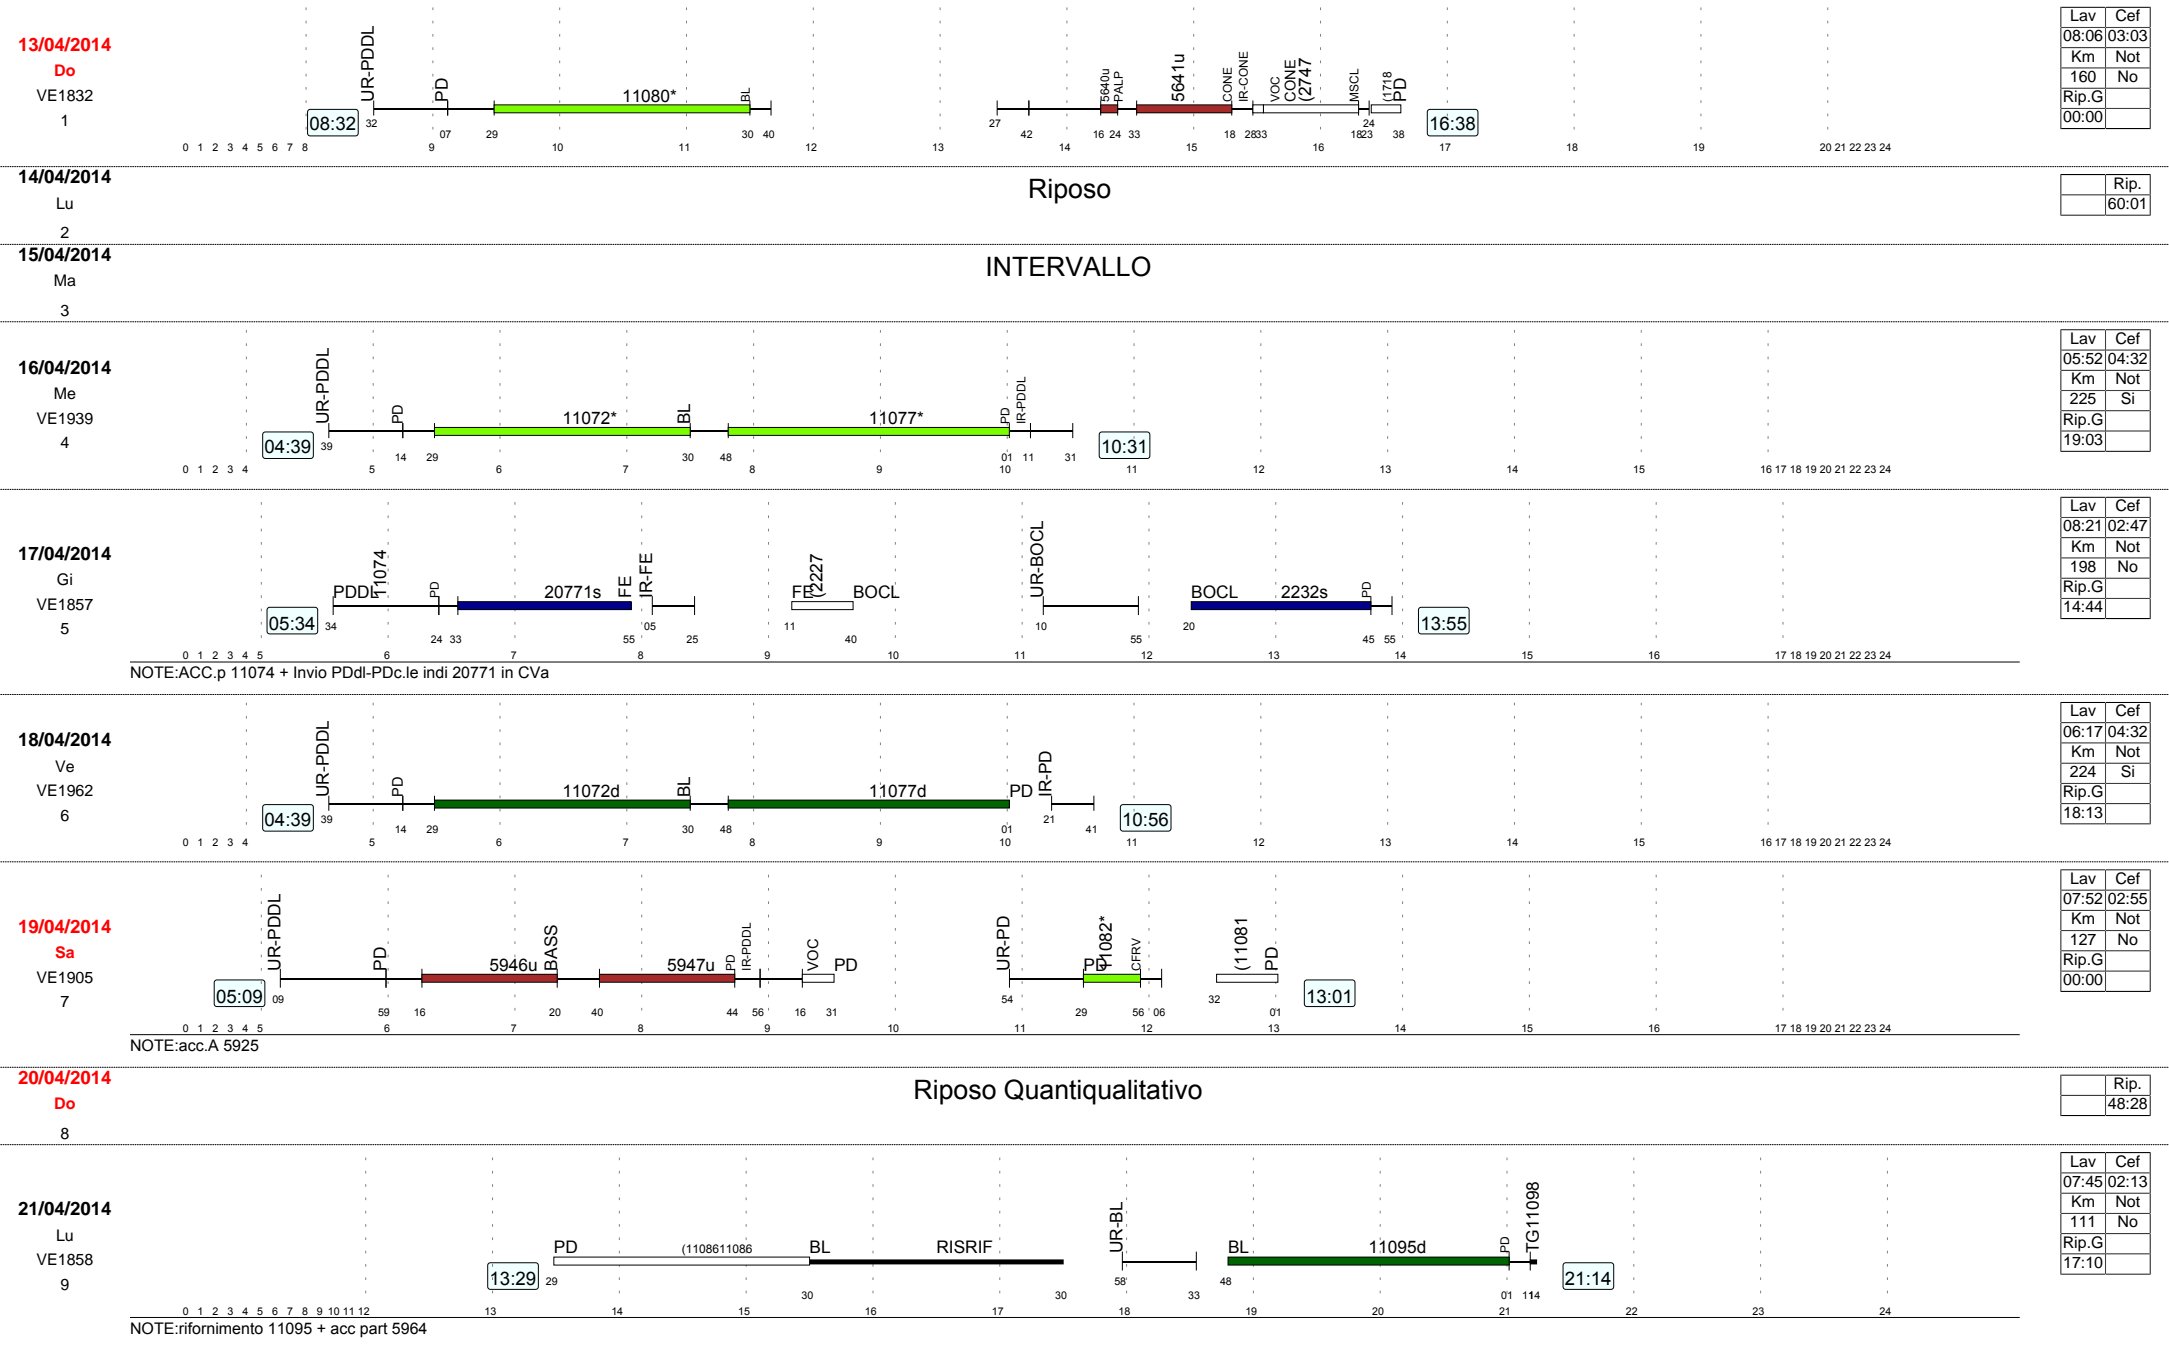 13/04/2014
Do
VE1832
1
08:32
UR-PDDL
PD
11080*
BL
5640u
PALP
5641u
CONE
IR-CONE
VOC
CONE
(2747
MSCL
(1718
PD
16:38
32 07 29 30 40 27 42 16 24 33 18 28 33 18 23 24 38
0 1 2 3 4 5 6 7 8 9 10 11 12 13 14 15 16 17 18 19 20 21 22 23 24
Lav Cef
08:06 03:03
Km Not
160 No
Rip.G
00:00
14/04/2014
Lu
2
Riposo
Rip.
60:01
15/04/2014
Ma
3
INTERVALLO
16/04/2014
Me
VE1939
4
04:39
UR-PDDL
PD
11072*
BL
11077*
PD
IR-PDDL
10:31
39 14 29 30 48 01 11 31
0 1 2 3 4 5 6 7 8 9 10 11 12 13 14 15 16 17 18 19 20 21 22 23 24
Lav Cef
05:52 04:32
Km Not
225 Si
Rip.G
19:03
17/04/2014
Gi
VE1857
5
05:34
PDDL
11074
PD
20771s
FE
IR-FE
FE
(2227
BOCL
UR-BOCL
BOCL
2232s
PD
13:55
34 24 33 55 05 25 11 40 10 55 20 45 55
0 1 2 3 4 5 6 7 8 9 10 11 12 13 14 15 16 17 18 19 20 21 22 23 24
NOTE:ACC.p 11074 + Invio PDdl-PDc.le indi 20771 in CVa
Lav Cef
08:21 02:47
Km Not
198 No
Rip.G
14:44
18/04/2014
Ve
VE1962
6
04:39
UR-PDDL
PD
11072d
BL
11077d
PD
IR-PD
10:56
39 14 29 30 48 01 21 41
0 1 2 3 4 5 6 7 8 9 10 11 12 13 14 15 16 17 18 19 20 21 22 23 24
Lav Cef
06:17 04:32
Km Not
224 Si
Rip.G
18:13
19/04/2014
Sa
VE1905
7
05:09
UR-PDDL
PD
5946u
BASS
5947u
PD
IR-PDDL
VOC
PD
UR-PD
PD
11082*
CFRV
(11081
PD
13:01
09 59 16 20 40 44 56 16 31 54 29 56 06 32 01
0 1 2 3 4 5 6 7 8 9 10 11 12 13 14 15 16 17 18 19 20 21 22 23 24
NOTE:acc.A 5925
Lav Cef
07:52 02:55
Km Not
127 No
Rip.G
00:00
20/04/2014
Do
8
Riposo Quantiqualitativo
Rip.
48:28
21/04/2014
Lu
VE1858
9
13:29
PD
(1108611086
BL
RISRIF
UR-BL
BL
11095d
PD
TG11098
21:14
29 30 30 58 33 48 01 11 14
0 1 2 3 4 5 6 7 8 9 10 11 12 13 14 15 16 17 18 19 20 21 22 23 24
NOTE:rifornimento 11095 + acc part 5964
Lav Cef
07:45 02:13
Km Not
111 No
Rip.G
17:10